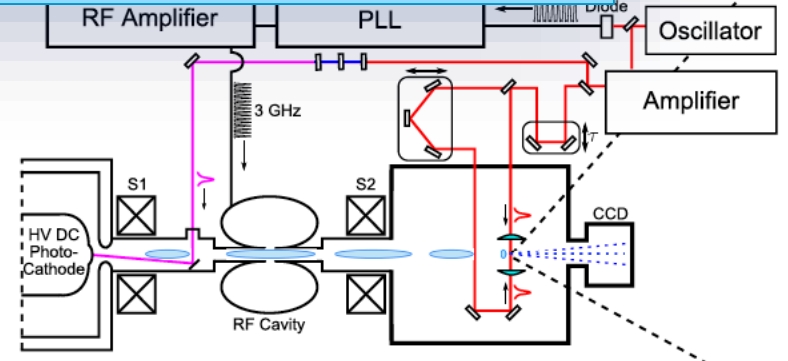 RF Amplifier
PLL
Diode
Oscillator
Amplifier
3 GHz
τ
S1
S2
CCD
HV DC
Photo-
Cathode
RF Cavity